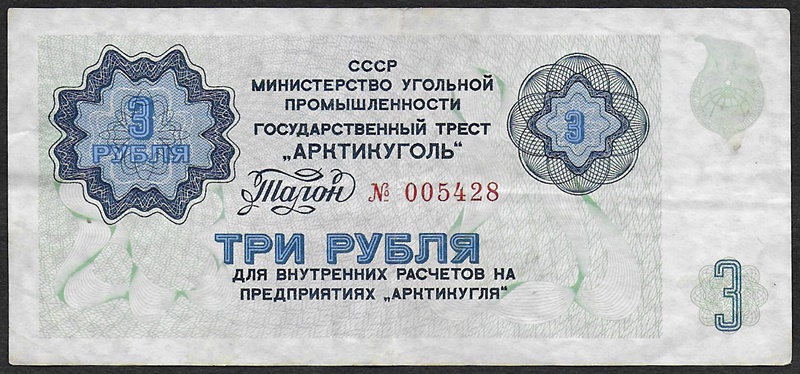 3
РУБЛЯ
СССР
МИНИСТЕРСТВО УГОЛЬНОЙ
ПРОМЫШЛЕННОСТИ
ГОСУДАРСТВЕННЫЙ ТРЕСТ
„АРКТИКУГОЛЬ“
Талон № 005428
3
ТРИ РУБЛЯ
ДЛЯ ВНУТРЕННИХ РАСЧЕТОВ НА
ПРЕДПРИЯТИЯХ „АРКТИКУГЛЯ“
3